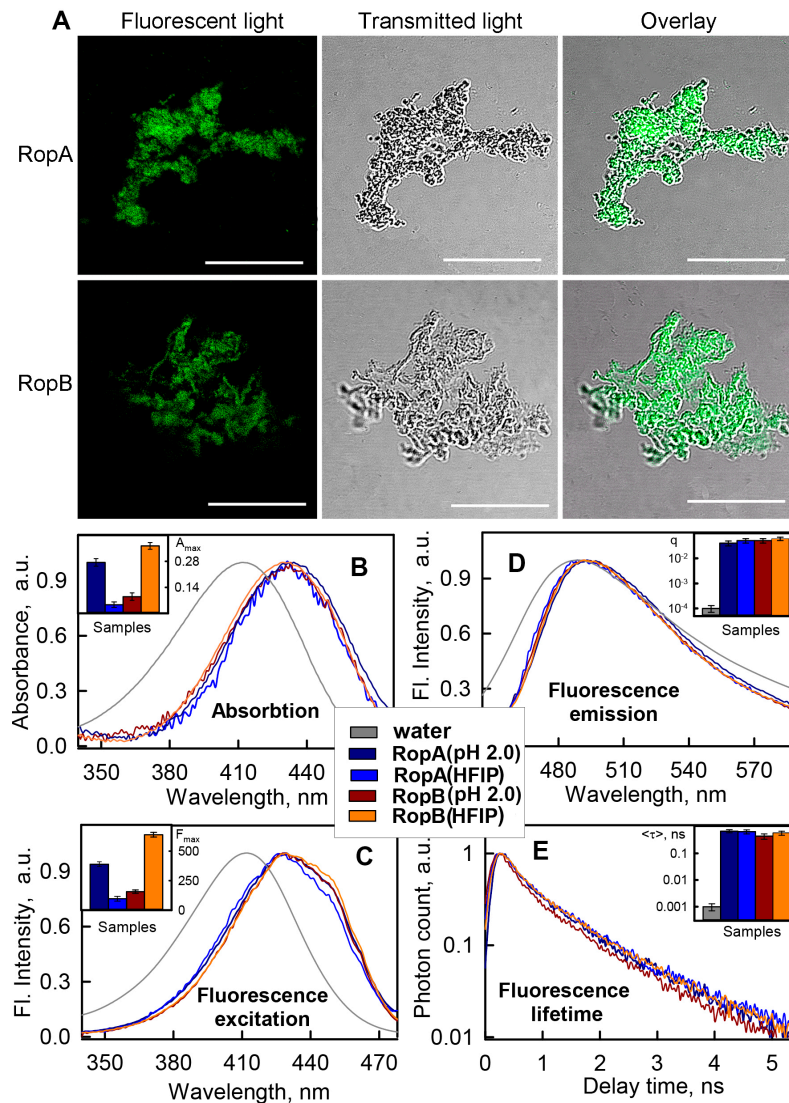 A
Fluorescent light
Transmitted light
Overlay
RopA
RopB
B
Absorbance, a.u.
0.9
0.6
0.3
0.0
350
380
410
440
Wavelength, nm
Absorbtion
A max
0.28
0.14
Samples
D
Fl. Intensity, a.u.
0.9
0.6
0.3
480
510
540
570
Wavelength, nm
Fluorescence
emission
q
10-2
10-3
10-4
Samples
water
RopA(pH 2.0)
RopA(HFIP)
RopB(pH 2.0)
RopB(HFIP)
C
Fl. Intensity, a.u.
0.9
0.6
0.3
0.0
350
380
410
440
470
Wavelength, nm
Fluorescence
excitation
F max
500
250
0
Samples
E
Photon count, a.u.
1
0.1
0.01
0
1
2
3
4
5
Delay time, ns
Fluorescence
lifetime
<τ>, ns
0.1
0.01
0.001
Samples